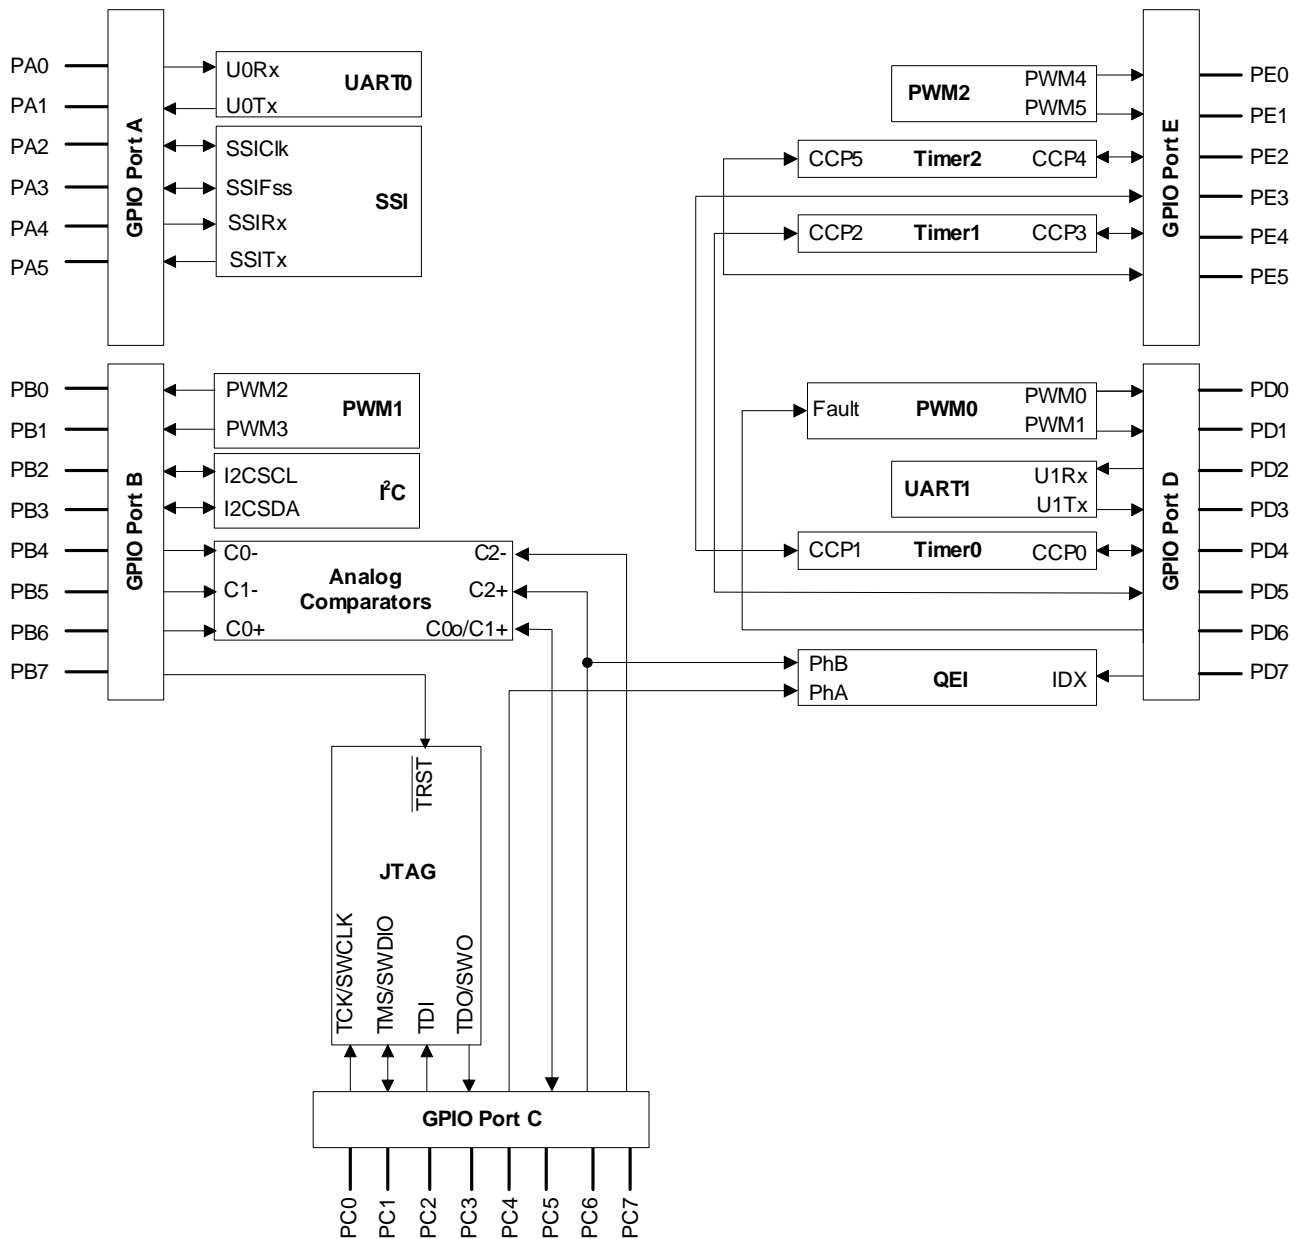 PA0
PA1
PA2
PA3
PA4
PA5
GPIO Port A
U0Rx
U0Tx
UART0
SSIClk
SSIFss
SSIRx
SSITx
SSI
PB0
PB1
PB2
PB3
PB4
PB5
PB6
PB7
GPIO Port B
PWM2
PWM3
PWM1
I2CSCL
I2CSDA
I²C
C0-
C1-
C0+
Analog
Comparators
C2-
C2+
C0o/C1+
TRST
JTAG
TCK/SWCLK
TMS/SWDIO
TDI
TDO/SWO
GPIO Port C
PC0
PC1
PC2
PC3
PC4
PC5
PC6
PC7
PWM2
PWM4
PWM5
CCP5 Timer2 CCP4
CCP2 Timer1 CCP3
GPIO Port E
PE0
PE1
PE2
PE3
PE4
PE5
Fault
PWM0
PWM0
PWM1
UART1
U1Rx
U1Tx
CCP1 Timer0 CCP0
PhB
PhA
QEI
IDX
GPIO Port D
PD0
PD1
PD2
PD3
PD4
PD5
PD6
PD7